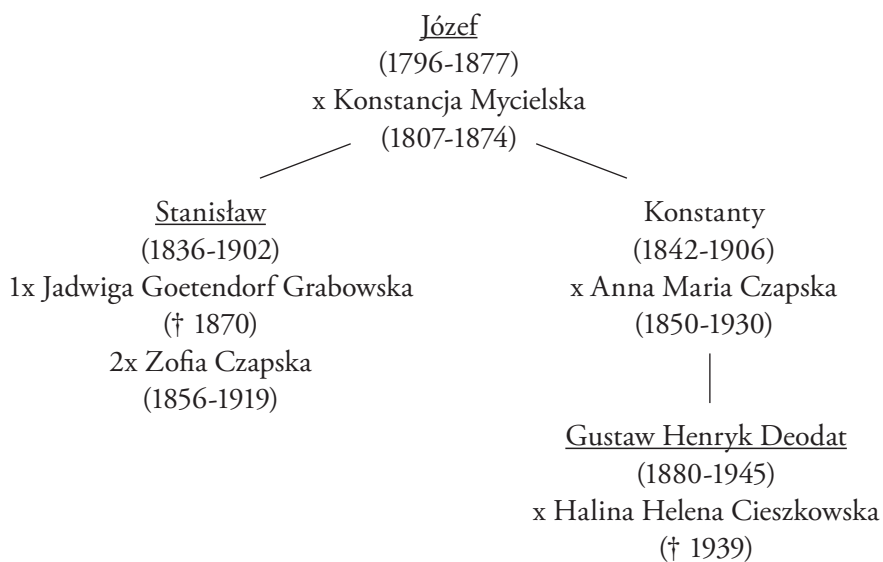 Józef
(1796-1877)
x Konstancja Mycielska
(1807-1874)
Stanisław
(1836-1902)
1x Jadwiga Goetendorf Grabowska
(† 1870)
2x Zofia Czapska
(1856-1919)
Konstanty
(1842-1906)
x Anna Maria Czapska
(1850-1930)
Gustaw Henryk Deodat
(1880-1945)
x Halina Helena Cieszkowska
(† 1939)